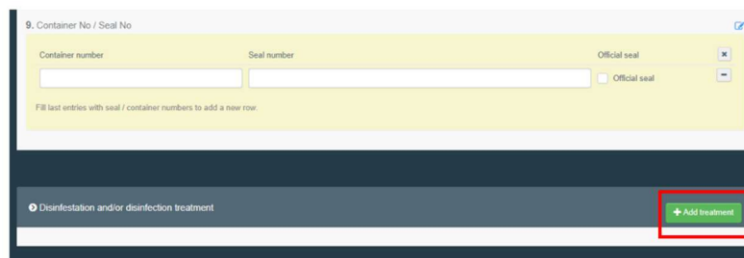 9. Container No / Seal No
Container number Seal number Official seal
Official seal
Fill last entries with seal / container numbers to add a new row.
Disinfestation and/or disinfection treatment
+ Add treatment